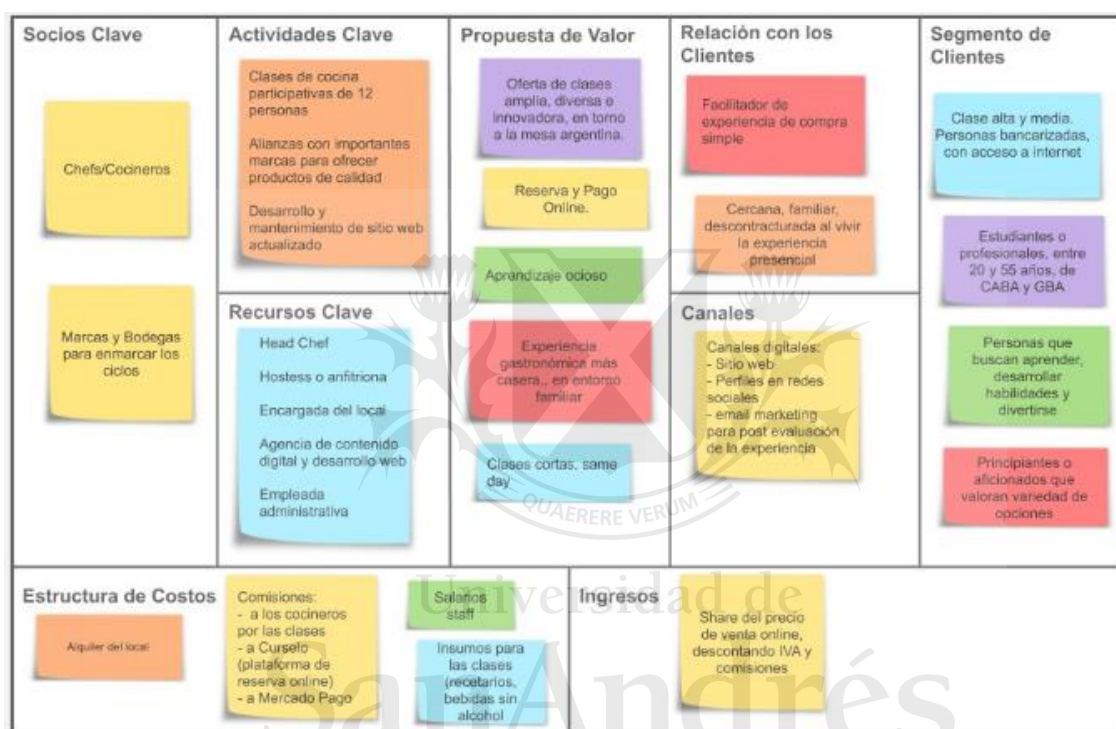 Socios Clave
Chefs/Cocineros
Marcas y Bodegas
para enmarcar los
ciclos
Actividades Clave
Clases de cocina
participativas de 12
personas
Alianzas con importantes
marcas para ofrecer
productos de calidad
Desarrollo y
mantenimiento de sitio web
actualizado
Recursos Clave
Head Chef
Hostess o anfitriona
Encargada del local
Agencia de contenido
digital y desarrollo web
Empleada
administrativa
Propuesta de Valor
Oferta de clases
amplia, diversa e
innovadora, en torno
a la mesa argentina.
Reserva y Pago
Online.
Aprendizaje ocioso
Experiencia
gastronómica más
casera., en entorno
familiar
Clases cortas, same
day
Relación con los
Clientes
Facilitador de
experiencia de compra
simple
Cercana, familiar,
descontracturada al vivir
la experiencia
presencial
Canales
Canales digitales:
- Sitio web
- Perfiles en redes
sociales
- email marketing
para post evaluación
de la experiencia
Segmento de
Clientes
Clase alta y media.
Personas bancarizadas,
con acceso a internet
Estudiantes o
profesionales, entre
20 y 55 años, de
CABA y GBA
Personas que
buscan aprender,
desarrollar
habilidades y
divertirse
Principiantes o
aficionados que
valoran variedad de
opciones
Estructura de Costos
Alquiler del local
Comisiones:
- a los cocineros
por las clases
- a Curselo
(plataforma de
reserva online)
- a Mercado Pago
Salarios
staff
Insumos para
las clases
(recetarios,
bebidas sin
alcohol
Ingresos
Share del precio
de venta online,
descontando IVA y
comisiones
QUAERERE VERUM
Universidad de
San Andrés